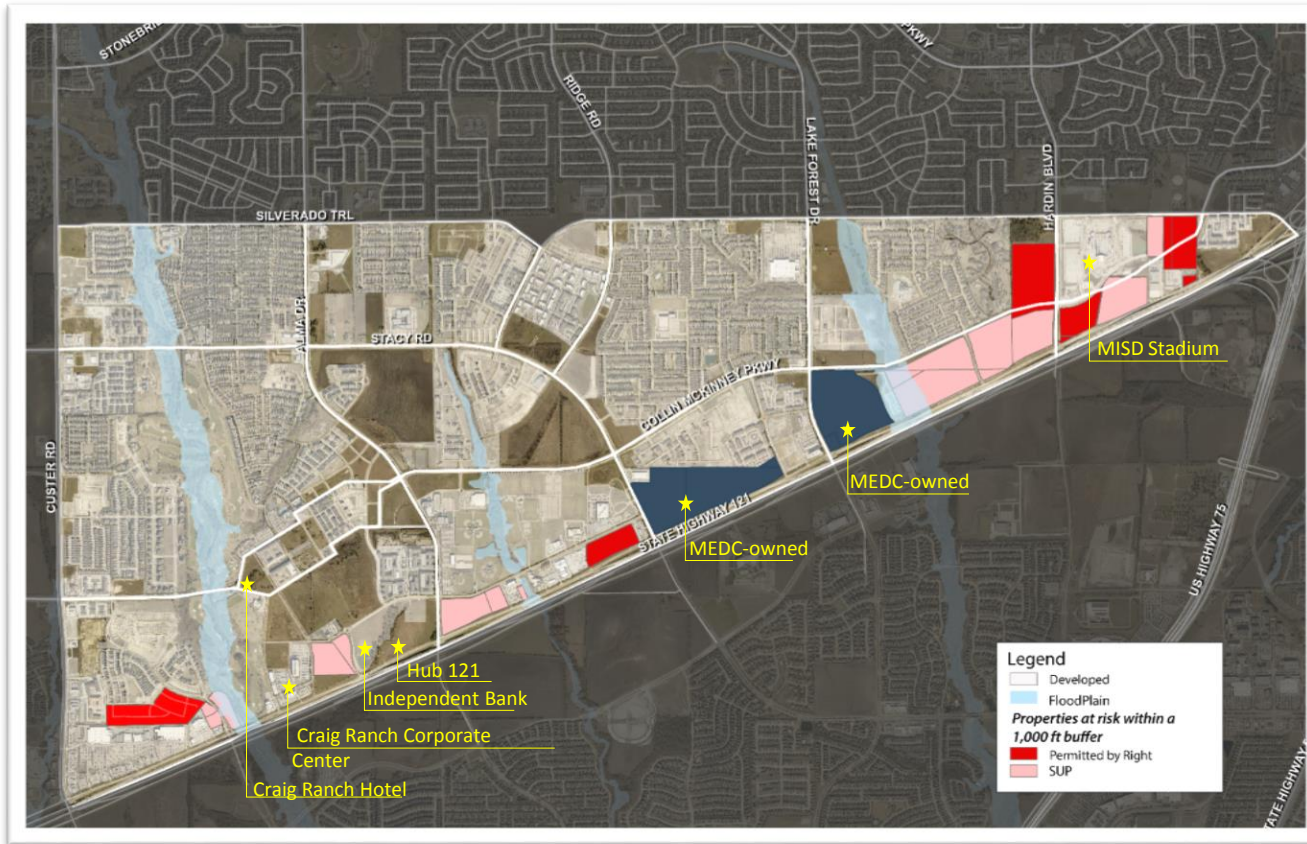 STONEBRI
PKWY
RIDGE RD
LAKE FOREST DR
HARDIN BLVD
SILVERADO TRL
ALMA DR
STACY RD
MISD Stadium
COLLIN MCKINNEY PKWY
CUSTER RD
MEDC-owned
STATE HIGHWAY 121
MEDC-owned
US HIGHWAY 75
Hub 121
Independent Bank
Craig Ranch Corporate
Center
Craig Ranch Hotel
Legend
Developed
FloodPlain
Properties at risk within a
1,000 ft buffer
Permitted by Right
SUP
TATE HIGHWAY